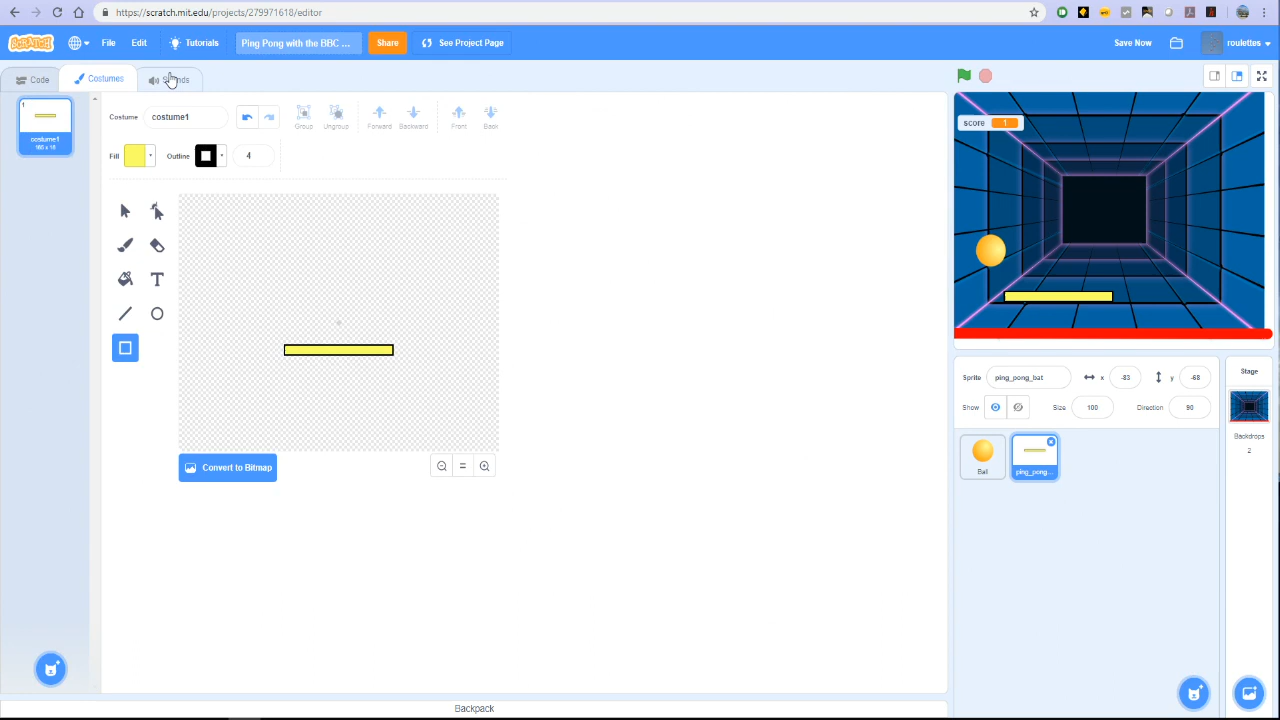 https://scratch.mit.edu/projects/279971618/editor
SCRATCH File Edit Tutorials Ping Pong with the BBC ... Share See Project Page Save Now roulettes
Code Costumes
1
costume1
160 x 16
Costume costume1 Group Ungroup Forward Backward Front Back
Fill Outline 4
T
Convert to Bitmap
score 1
Sprite ping_pong_bat x -83 y -68
Show Size 100 Direction 90
Ball
ping_pong...
Stage
Backdrops
2
Backpack